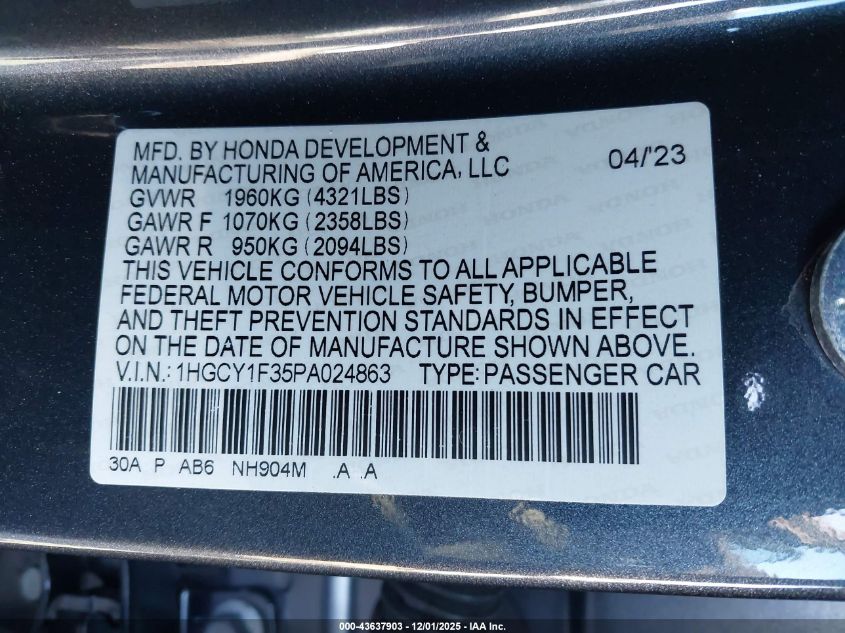 MFD. BY HONDA DEVELOPMENT &
MANUFACTURING OF AMERICA, LLC 04/'23
GVWR 1960KG (4321LBS)
GAWR F 1070KG (2358LBS)
GAWR R 950KG (2094LBS)
THIS VEHICLE CONFORMS TO ALL APPLICABLE
FEDERAL MOTOR VEHICLE SAFETY, BUMPER,
AND THEFT PREVENTION STANDARDS IN EFFECT
ON THE DATE OF MANUFACTURE SHOWN ABOVE.
V.I.N.: 1HGCY1F35PA024863 TYPE: PASSENGER CAR
30A P AB6 NH904M .A .A
000-43637903 - 12/01/2025 - IAA Inc.